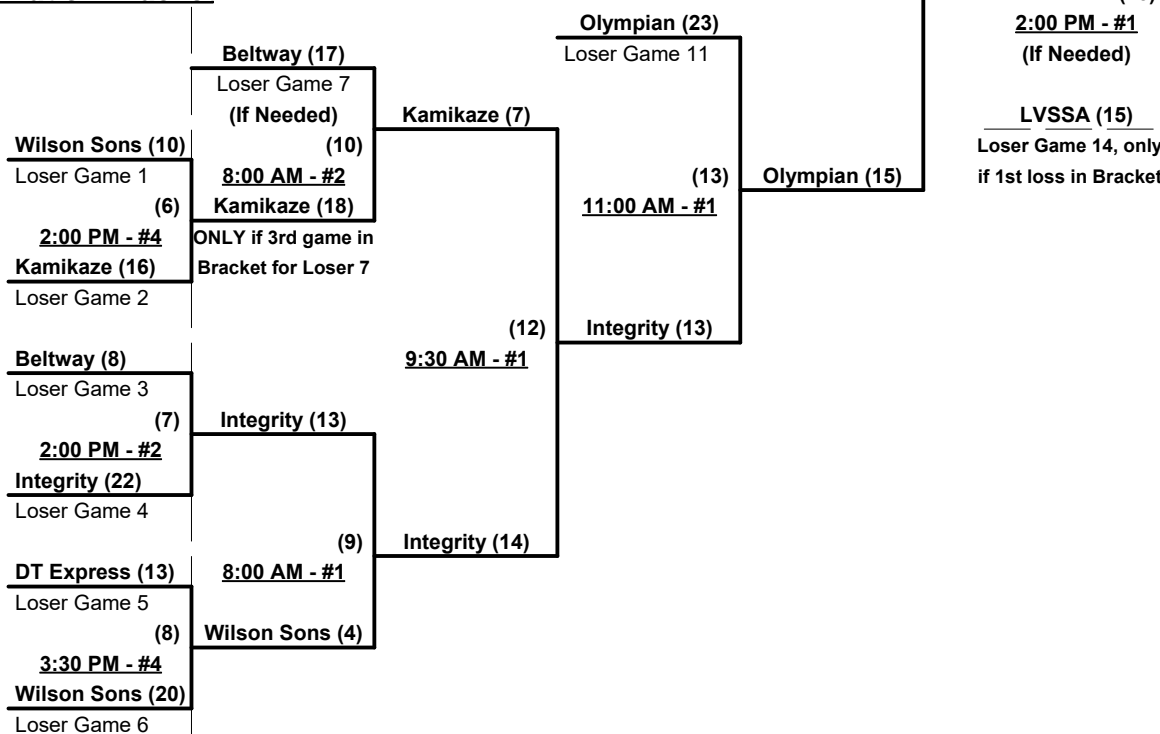 Olympian (23)
2:00 PM - #1
Loser Game 11
(If Needed)
Beltway (17)
Loser Game 7
(If Needed)
Kamikaze (7)
LVSSA (15)
Wilson Sons (10)
(10)
Loser Game 14, only
Loser Game 1
8:00 AM - #2
(13)
Olympian (15)
if 1st loss in Bracket
(6)
Kamikaze (18)
11:00 AM - #1
2:00 PM - #4
ONLY if 3rd game in
Kamikaze (16)
Bracket for Loser 7
Loser Game 2
(12)
Integrity (13)
Beltway (8)
9:30 AM - #1
Loser Game 3
(7)
Integrity (13)
2:00 PM - #2
Integrity (22)
Loser Game 4
(9)
Integrity (14)
DT Express (13)
8:00 AM - #1
Loser Game 5
(8)
Wilson Sons (4)
3:30 PM - #4
Wilson Sons (20)
Loser Game 6